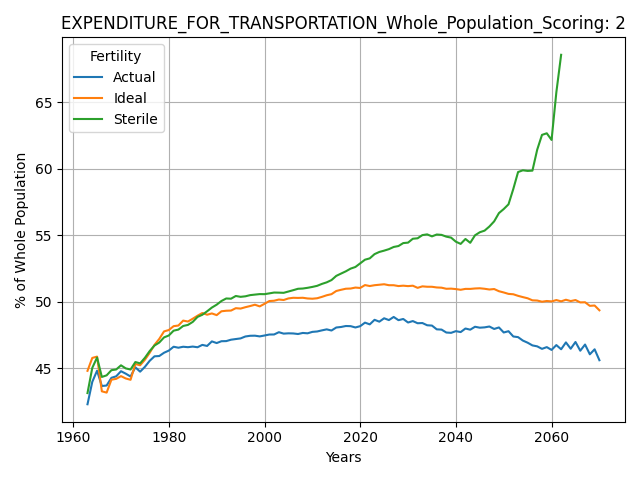 EXPENDITURE_FOR_TRANSPORTATION_Whole_Population_Scoring: 2
Fertility
Actual
Ideal
Sterile
% of Whole Population
65
60
55
50
45
1960 1980 2000 2020 2040 2060
Years